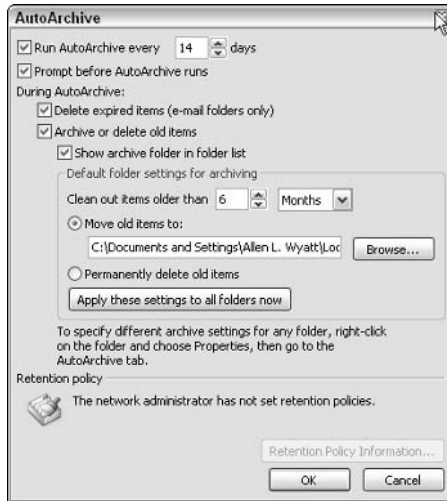 AutoArchive
Run AutoArchive every 14 days
Prompt before AutoArchive runs
During AutoArchive:
Delete expired items (e-mail folders only)
Archive or delete old items
Show archive folder in folder list
Default folder settings for archiving
Clean out items older than 6 Months
Move old items to:
C:\Documents and Settings\Allen L. Wyatt\Loc Browse...
Permanently delete old items
Apply these settings to all folders now
To specify different archive settings for any folder, right-click
on the folder and choose Properties, then go to the
AutoArchive tab.
Retention policy
The network administrator has not set retention policies.
Retention Policy Information...
OK Cancel